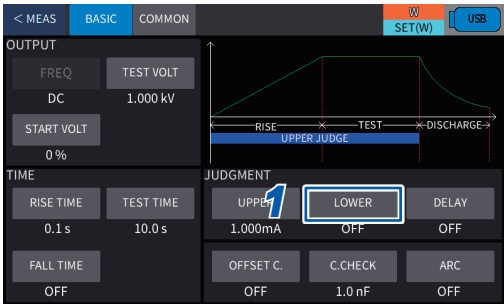 < MEAS BASIC COMMON W SET(W) USB
OUTPUT
FREQ TEST VOLT
DC 1.000 kV
START VOLT
0 %
RISE TEST DISCHARGE
UPPER JUDGE
TIME
RISE TIME TEST TIME
0.1 s 10.0 s
FALL TIME
OFF
JUDGMENT
1
UPPER LOWER DELAY
1.000mA OFF OFF
OFFSET C. C.CHECK ARC
OFF 1.0 nF OFF